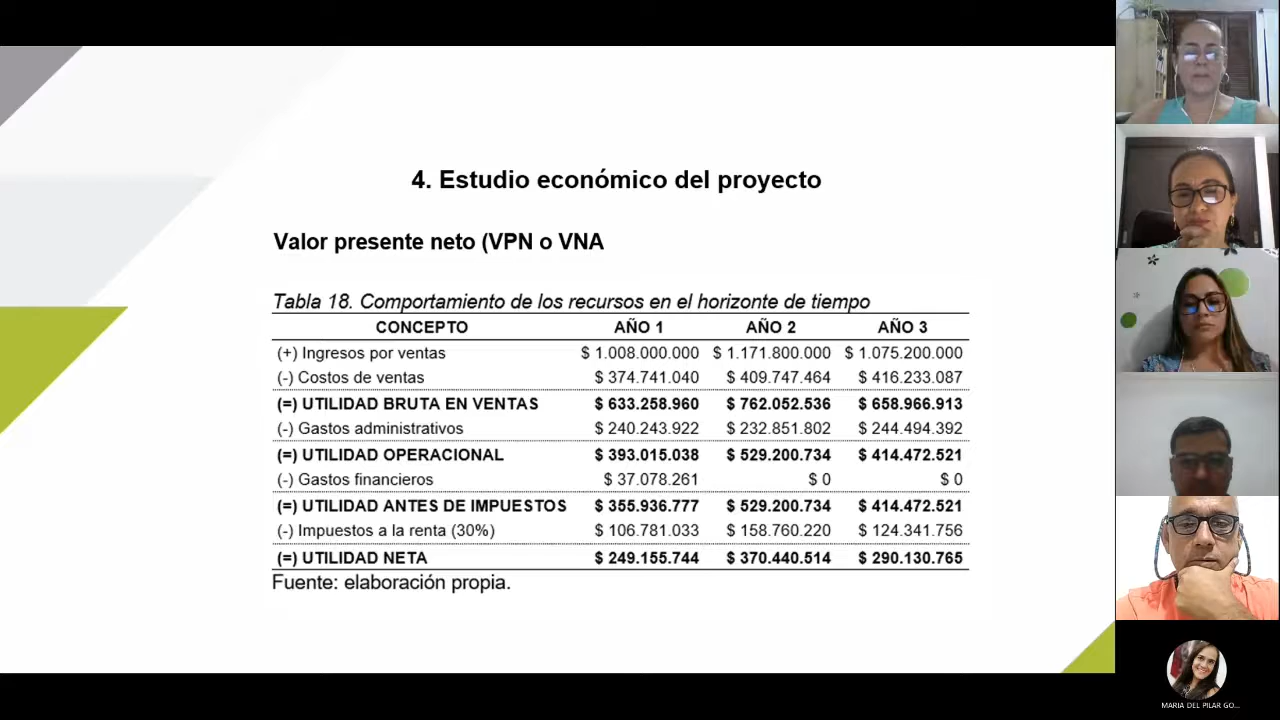 4. Estudio económico del proyecto
Valor presente neto (VPN o VNA
Tabla 18. Comportamiento de los recursos en el horizonte de tiempo
CONCEPTO AÑO 1 AÑO 2 AÑO 3
(+) Ingresos por ventas $ 1.008.000.000 $ 1.171.800.000 $ 1.075.200.000
(-) Costos de ventas $ 374.741.040 $ 409.747.464 $ 416.233.087
(=) UTILIDAD BRUTA EN VENTAS $ 633.258.960 $ 762.052.536 $ 658.966.913
(-) Gastos administrativos $ 240.243.922 $ 232.851.802 $ 244.494.392
(=) UTILIDAD OPERACIONAL $ 393.015.038 $ 529.200.734 $ 414.472.521
(-) Gastos financieros $ 37.078.261 $ 0 $ 0
(=) UTILIDAD ANTES DE IMPUESTOS $ 355.936.777 $ 529.200.734 $ 414.472.521
(-) Impuestos a la renta (30%) $ 106.781.033 $ 158.760.220 $ 124.341.756
(=) UTILIDAD NETA $ 249.155.744 $ 370.440.514 $ 290.130.765
Fuente: elaboración propia.
MARIA DEL PILAR GO...